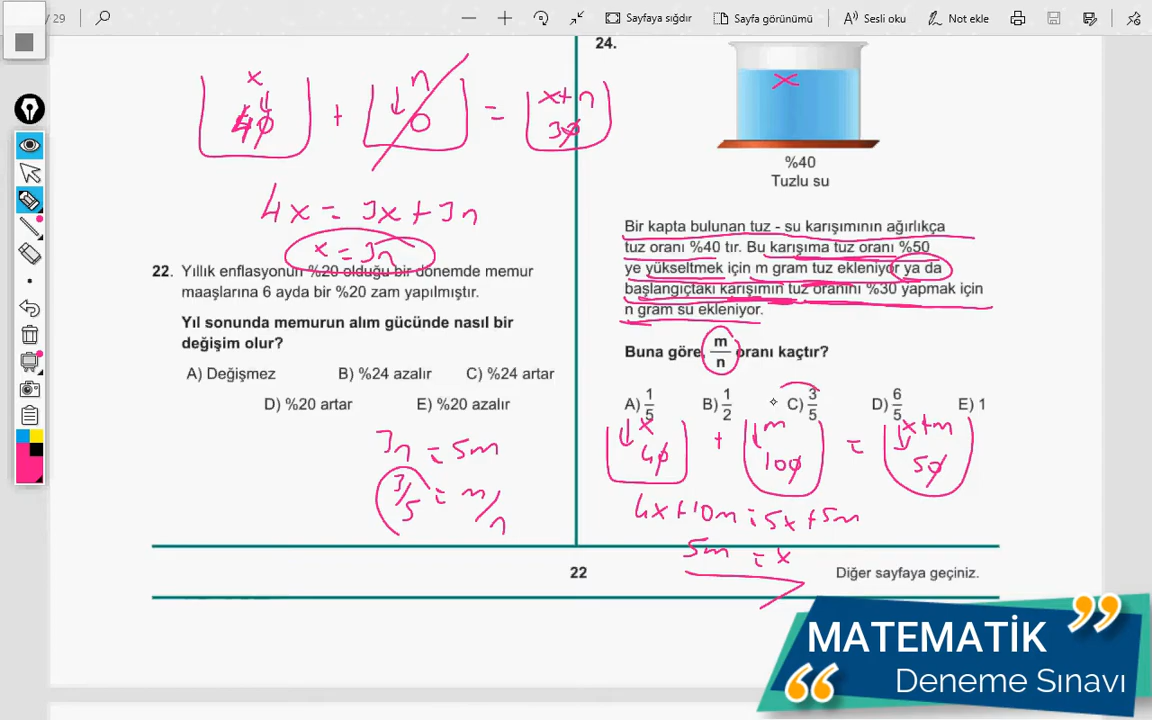 / 29
Sayfaya sığdır
Sayfa görünümü
Sesli oku
Not ekle
x
40
+
n
0
=
x+n
30
4x = 3x + 3n
x = 3n
22. Yıllık enflasyonun %20 olduğu bir dönemde memur
maaşlarına 6 ayda bir %20 zam yapılmıştır.
Yıl sonunda memurun alım gücünde nasıl bir
değişim olur?
A) Değişmez B) %24 azalır C) %24 artar
D) %20 artar E) %20 azalır
3n = 5m
3/5 = m/n
24.
x
%40
Tuzlu su
Bir kapta bulunan tuz - su karışımının ağırlıkça
tuz oranı %40 tır. Bu karışıma tuz oranı %50
ye yükseltmek için m gram tuz ekleniyor ya da
başlangıçtaki karışımın tuz oranını %30 yapmak için
n gram su ekleniyor.
Buna göre, m/n oranı kaçtır?
A) 1/5 B) 1/2 C) 3/5 D) 6/5 E) 1
x
40
+
m
100
=
x+m
50
4x + 10m = 5x + 5m
5m = x
22
Diğer sayfaya geçiniz.
MATEMATİK
Deneme Sınavı